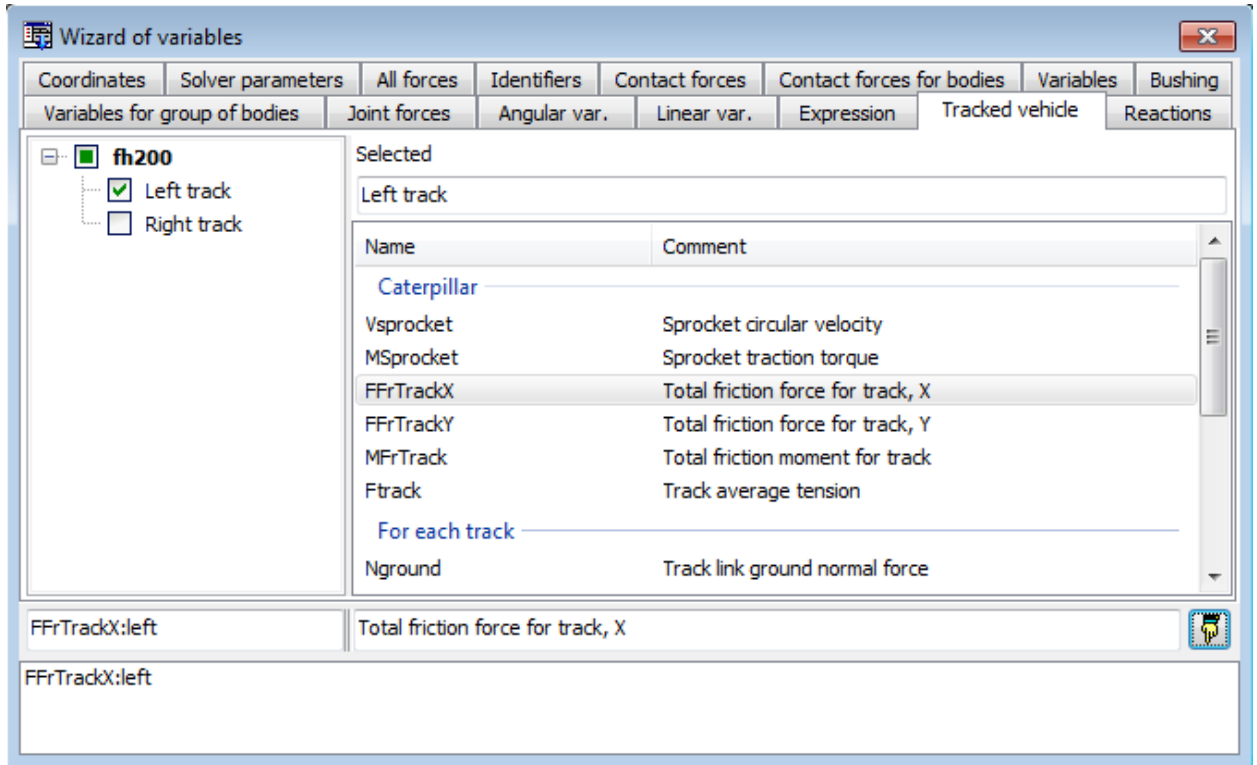 Wizard of variables
Coordinates Solver parameters All forces Identifiers Contact forces Contact forces for bodies Variables Bushing
Variables for group of bodies Joint forces Angular var. Linear var. Expression Tracked vehicle Reactions
fh200
Left track
Right track
Selected
Left track
Name Comment
Caterpillar
Vsprocket Sprocket circular velocity
MSprocket Sprocket traction torque
FFrTrackX Total friction force for track, X
FFrTrackY Total friction force for track, Y
MFrTrack Total friction moment for track
Ftrack Track average tension
For each track
Nground Track link ground normal force
FFrTrackX:left Total friction force for track, X
FFrTrackX:left